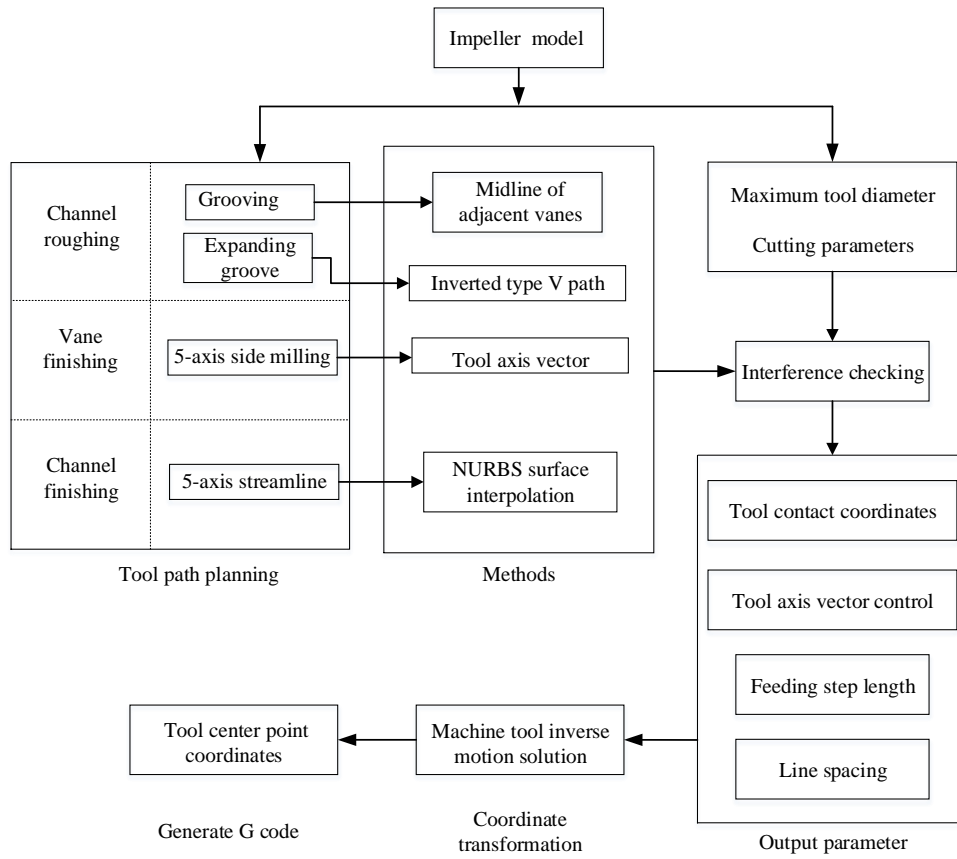 Impeller model
Channel
roughing
Grooving
Expanding
groove
Vane
finishing
5-axis side milling
Channel
finishing
5-axis streamline
Tool path planning
Midline of
adjacent vanes
Inverted type V path
Tool axis vector
NURBS surface
interpolation
Methods
Maximum tool diameter
Cutting parameters
Interference checking
Tool contact coordinates
Tool axis vector control
Feeding step length
Line spacing
Output parameter
Machine tool inverse
motion solution
Coordinate
transformation
Tool center point
coordinates
Generate G code